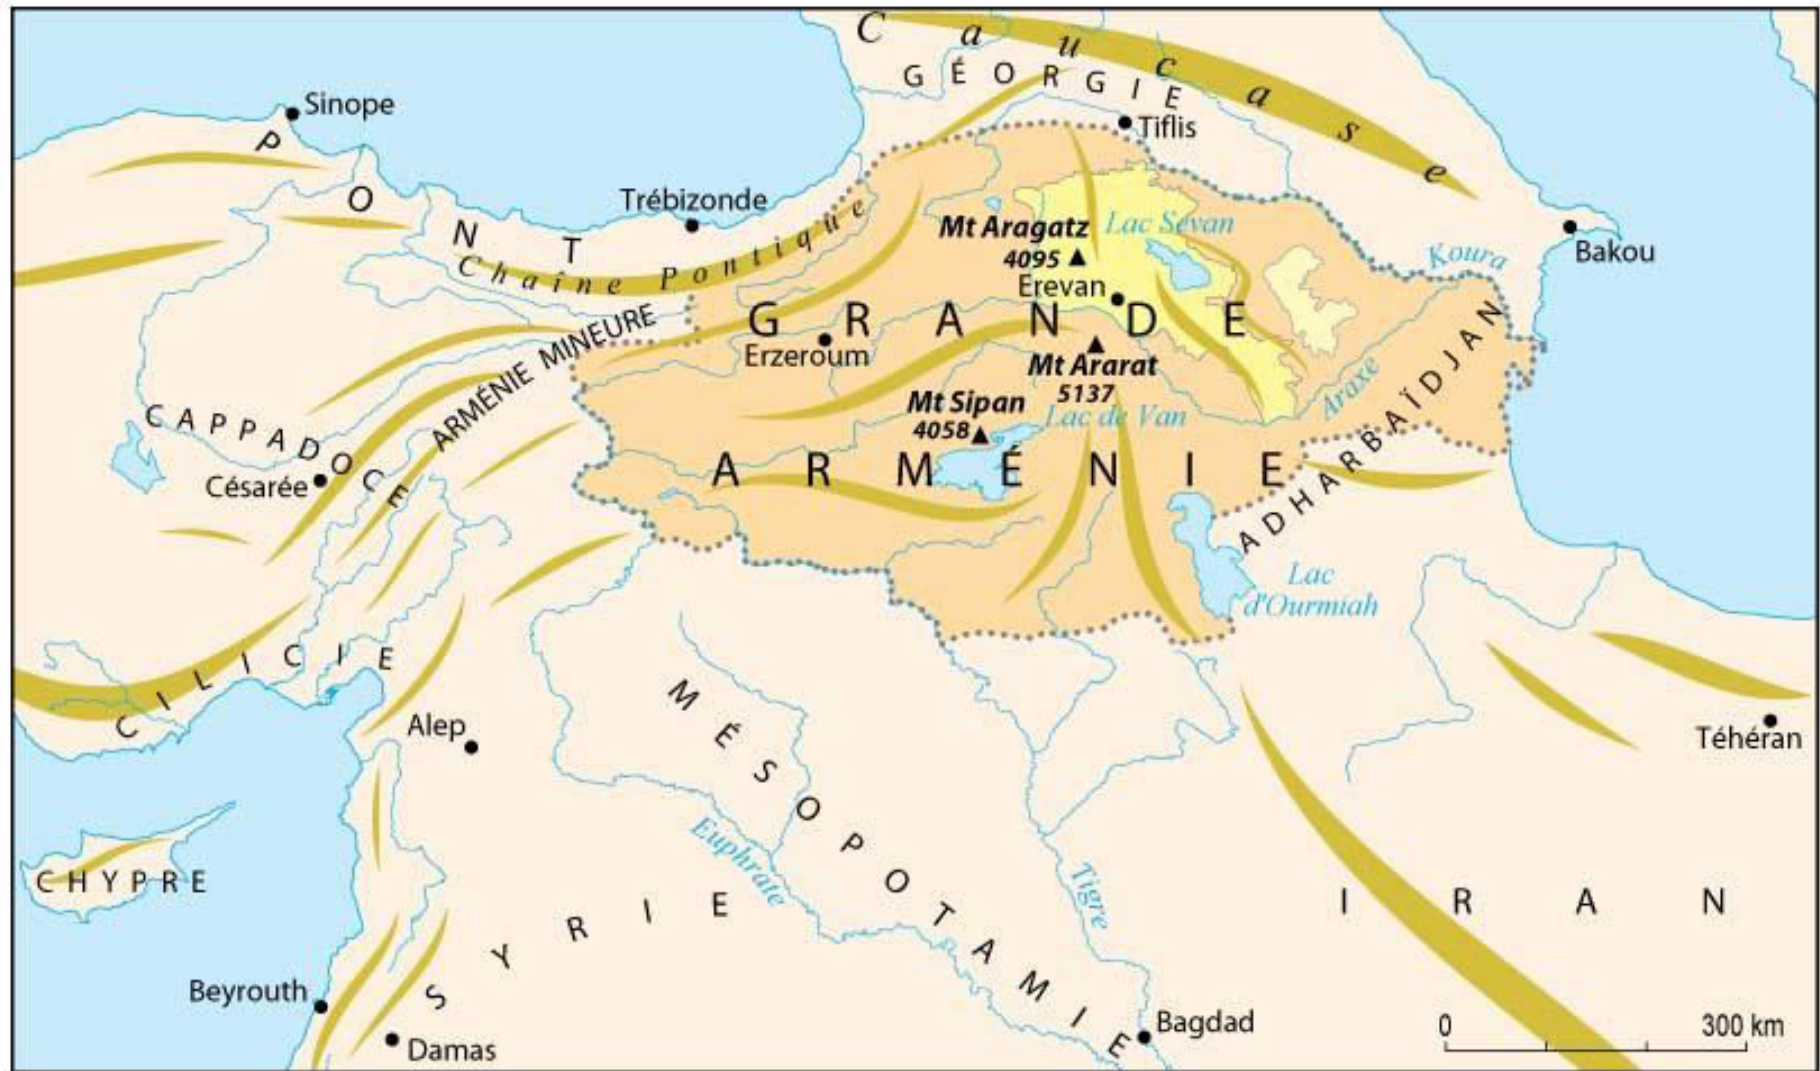 Caucase
GÉORGIE
Sinope
Tiflis
PONT
Trébizonde
Chaîne Pontique
Mt Aragatz
4095
Lac Sevan
Koura
Bakou
Erevan
ARMÉNIE MINEURE
GRANDE
Erzeroum
Mt Ararat
5137
Araxe
Mt Sipan
4058
Lac de Van
ADHARBAÏDJAN
CAPPADOCE
Césarée
ARMÉNIE
Lac
d'Ourmiah
CILICIE
Alep
Téhéran
MÉSOPOTAMIE
CHYPRE
Euphrate
Tigre
SYRIE
IRAN
Beyrouth
Damas
Bagdad
0 300 km